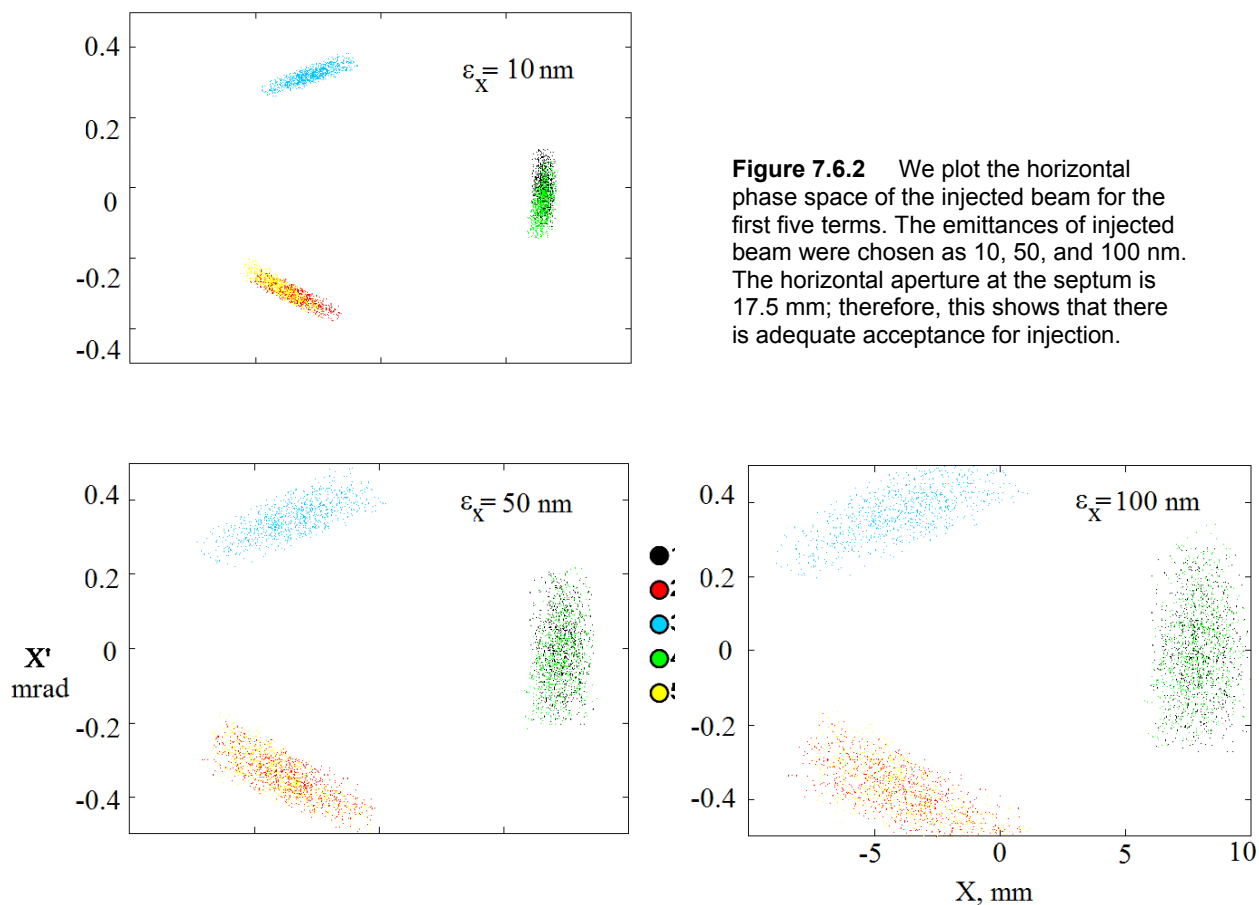 0.4
0.2
0
-0.2
-0.4
εx= 10 nm
Figure 7.6.2 We plot the horizontal
phase space of the injected beam for the
first five terms. The emittances of injected
beam were chosen as 10, 50, and 100 nm.
The horizontal aperture at the septum is
17.5 mm; therefore, this shows that there
is adequate acceptance for injection.
0.4
0.2
0
-0.2
-0.4
X'
mrad
εx= 50 nm
0.4
0.2
0
-0.2
-0.4
εx= 100 nm
-5 0 5 10
X, mm